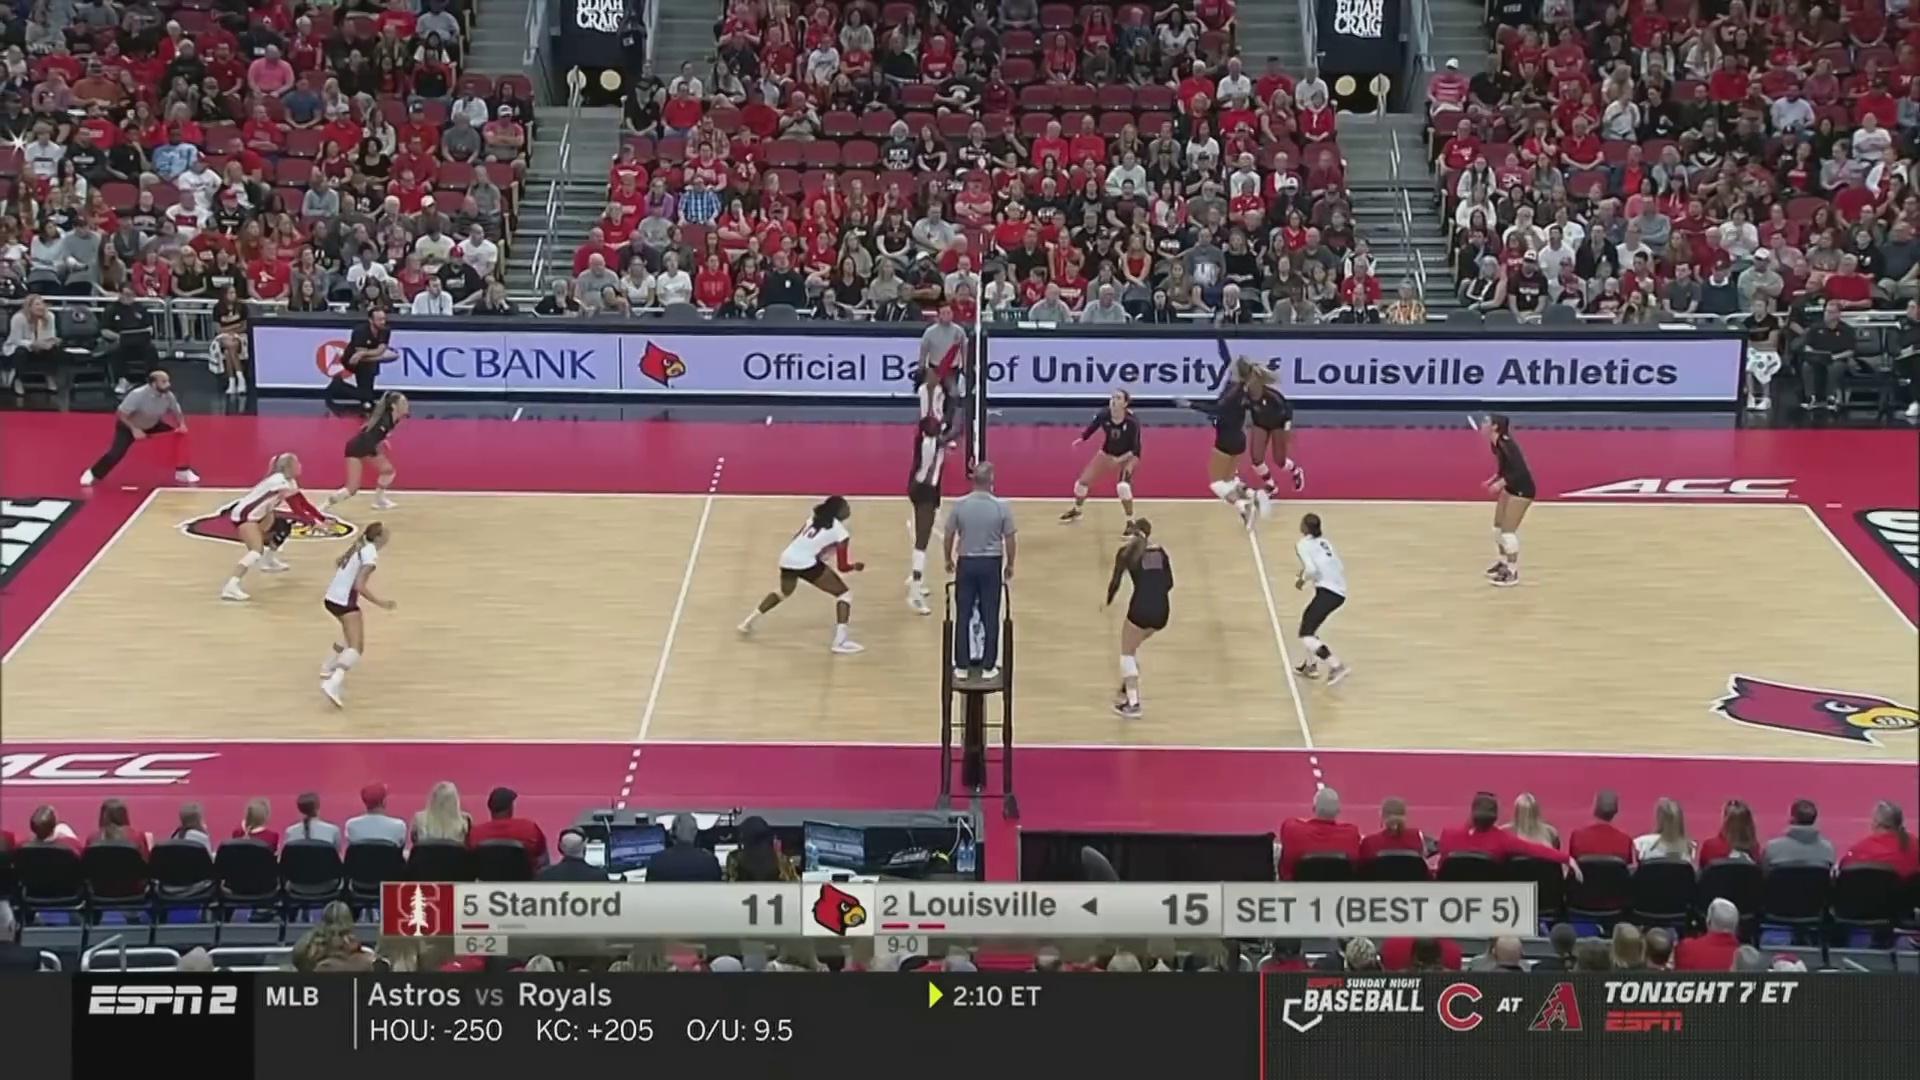 ELIJAH
CRAIG
ELIJAH
CRAIG
PNC BANK
Official Ba of University f Louisville Athletics
ACC
ACC
5 Stanford 11
6-2
2 Louisville ◄ 15
9-0
SET 1 (BEST OF 5)
ESPN2
MLB
Astros vs Royals
2:10 ET
HOU: -250 KC: +205 O/U: 9.5
ESPN SUNDAY NIGHT
BASEBALL
C AT A
TONIGHT 7 ET
ESPN